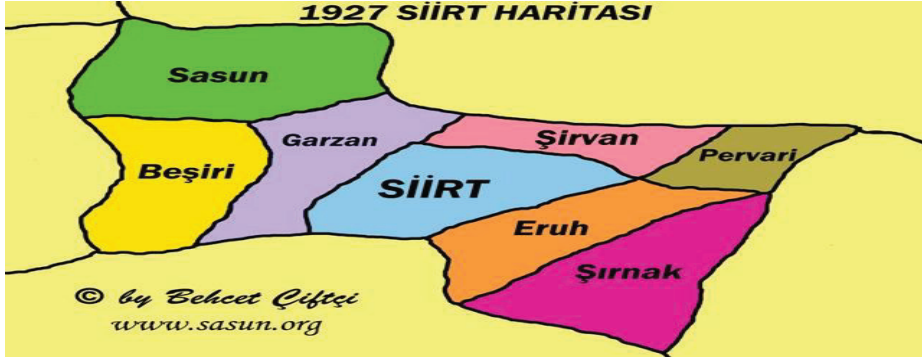 1927 SİİRT HARİTASI
Sasun
Garzan
Şirvan
Pervari
Beşiri
SİİRT
Eruh
Şırnak
© by Behcet Çiftçi
www.sasun.org